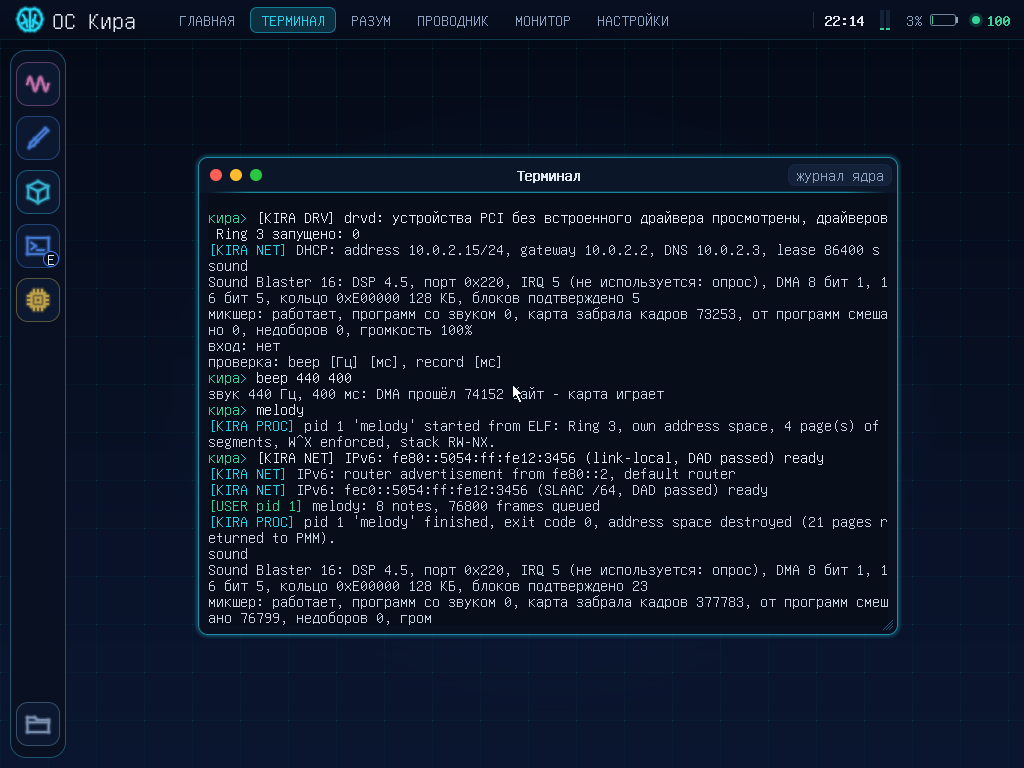 ОС Кира
ГЛАВНАЯ ТЕРМИНАЛ РАЗУМ ПРОВОДНИК МОНИТОР НАСТРОЙКИ
22:14 3% 100
E
Терминал
журнал ядра
кира> [KIRA DRV] drvd: устройства PCI без встроенного драйвера просмотрены, драйверов
Ring 3 запущено: 0
[KIRA NET] DHCP: address 10.0.2.15/24, gateway 10.0.2.2, DNS 10.0.2.3, lease 86400 s
sound
Sound Blaster 16: DSP 4.5, порт 0x220, IRQ 5 (не используется: опрос), DMA 8 бит 1, 1
6 бит 5, кольцо 0xE00000 128 КБ, блоков подтверждено 5
микшер: работает, программ со звуком 0, карта забрала кадров 73253, от программ смеша
но 0, недоборов 0, громкость 100%
вход: нет
проверка: beep [Гц] [мс], record [мс]
кира> beep 440 400
звук 440 Гц, 400 мс: DMA прошёл 74152 байт - карта играет
кира> melody
[KIRA PROC] pid 1 'melody' started from ELF: Ring 3, own address space, 4 page(s) of
segments, W^X enforced, stack RW-NX.
кира> [KIRA NET] IPv6: fe80::5054:ff:fe12:3456 (link-local, DAD passed) ready
[KIRA NET] IPv6: router advertisement from fe80::2, default router
[KIRA NET] IPv6: fec0::5054:ff:fe12:3456 (SLAAC /64, DAD passed) ready
[USER pid 1] melody: 8 notes, 76800 frames queued
[KIRA PROC] pid 1 'melody' finished, exit code 0, address space destroyed (21 pages r
eturned to PMM).
sound
Sound Blaster 16: DSP 4.5, порт 0x220, IRQ 5 (не используется: опрос), DMA 8 бит 1, 1
6 бит 5, кольцо 0xE00000 128 КБ, блоков подтверждено 23
микшер: работает, программ со звуком 0, карта забрала кадров 377783, от программ смеш
ано 76799, недоборов 0, гром